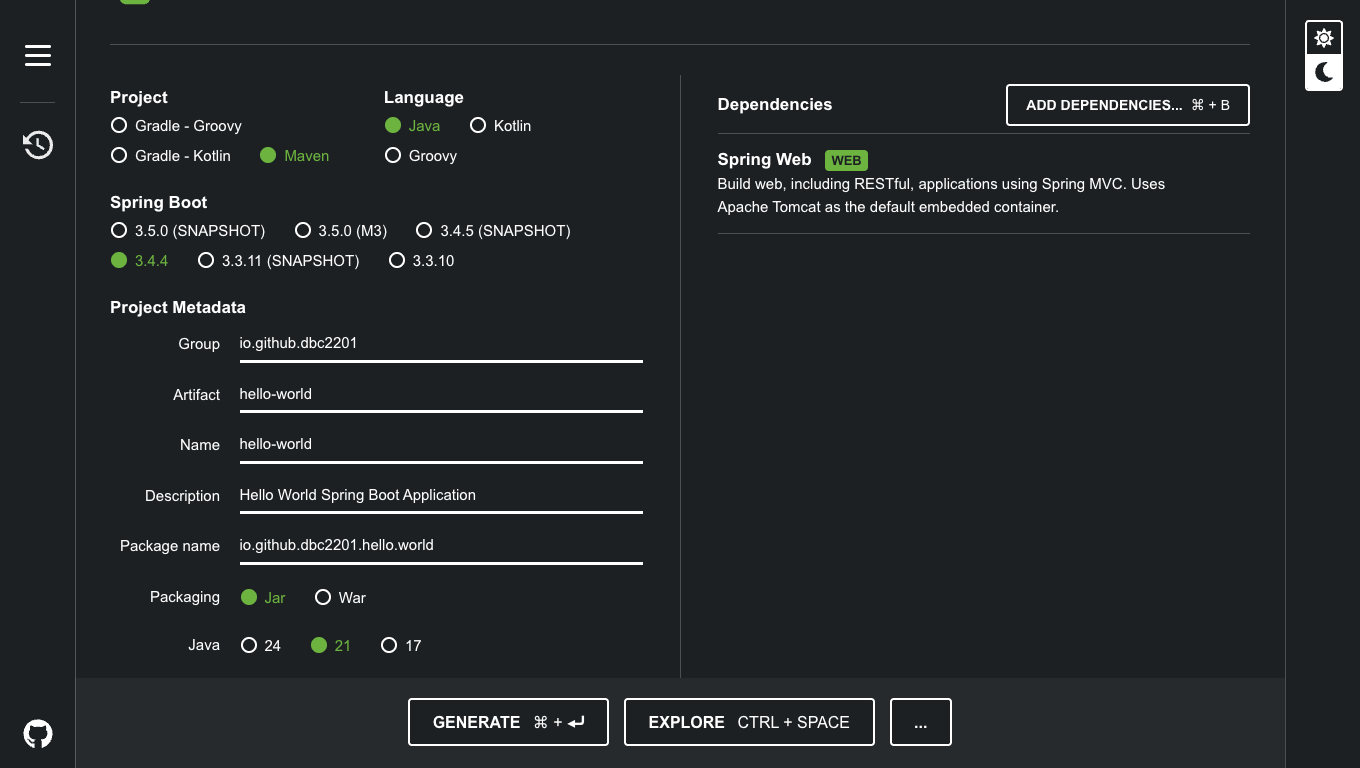 Project
Gradle - Groovy
Gradle - Kotlin Maven
Language
Java Kotlin
Groovy
Spring Boot
3.5.0 (SNAPSHOT) 3.5.0 (M3) 3.4.5 (SNAPSHOT)
3.4.4 3.3.11 (SNAPSHOT) 3.3.10
Project Metadata
Group io.github.dbc2201
Artifact hello-world
Name hello-world
Description Hello World Spring Boot Application
Package name io.github.dbc2201.hello.world
Packaging Jar War
Java 24 21 17
Dependencies ADD DEPENDENCIES... ⌘ + B
Spring Web WEB
Build web, including RESTful, applications using Spring MVC. Uses
Apache Tomcat as the default embedded container.
GENERATE ⌘ + ⏎ EXPLORE CTRL + SPACE ...